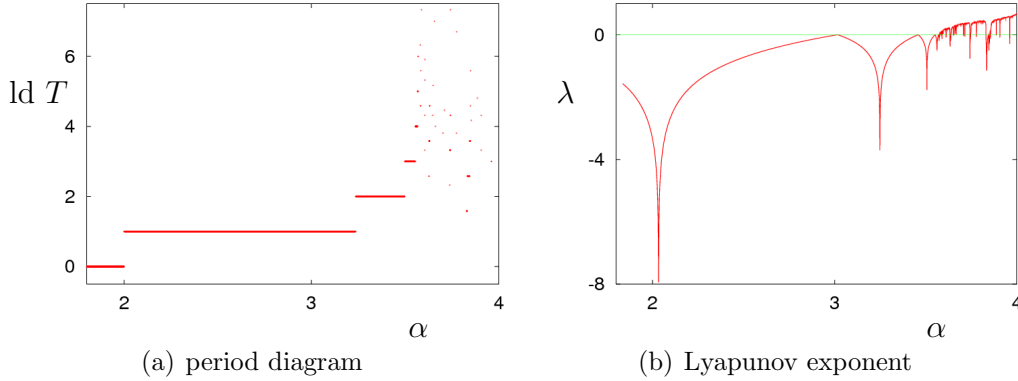 6
4
2
0
ld T
2
3
4
α
(a) period diagram
0
-4
-8
λ
2
3
4
α
(b) Lyapunov exponent